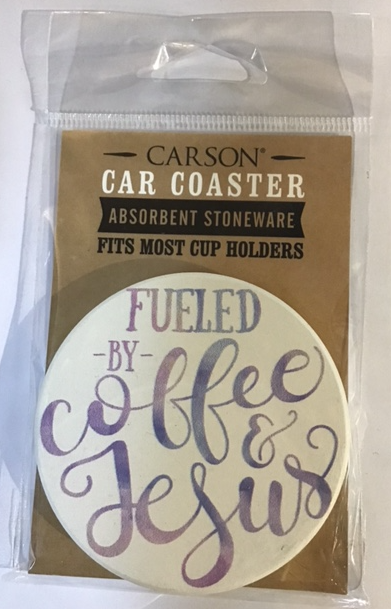 CARSON®
CAR COASTER
ABSORBENT STONEWARE
FITS MOST CUP HOLDERS
FUELED
-BY-
coffee
&
Jesus